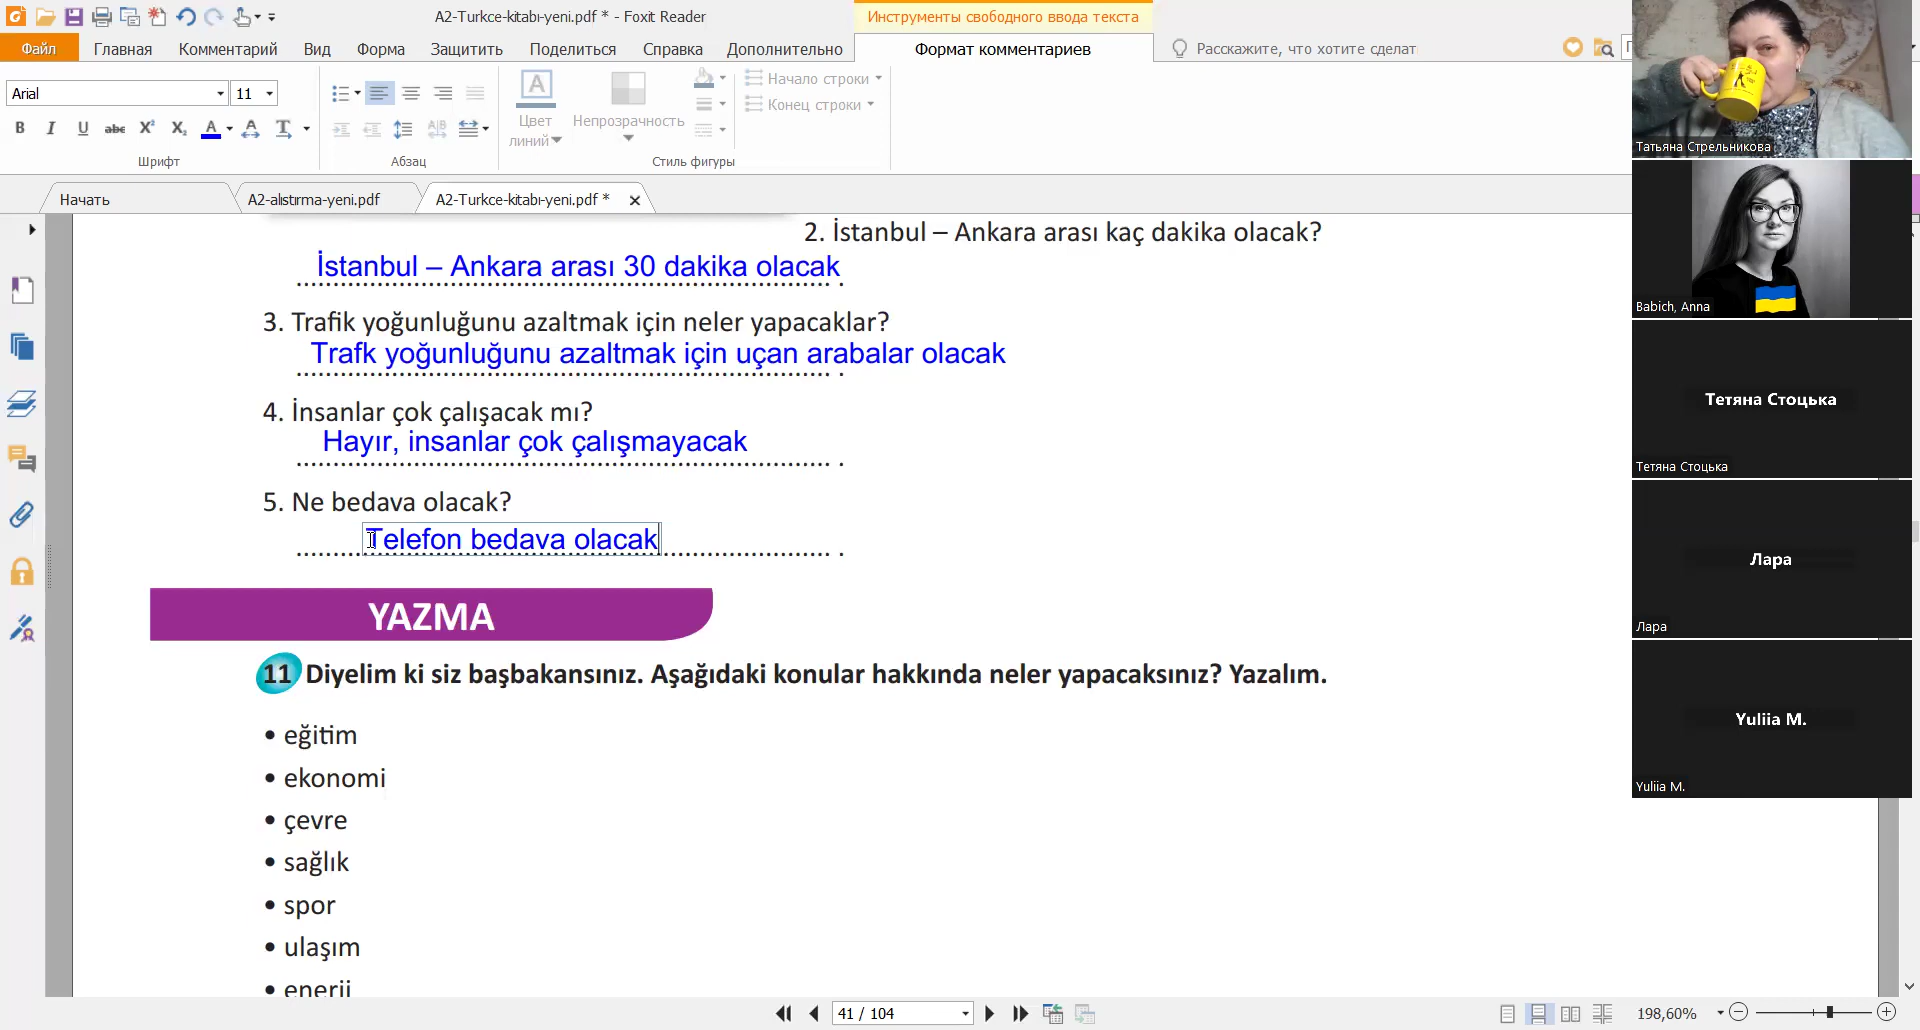 A2-Turkce-kitabı-yeni.pdf * - Foxit Reader
Инструменты свободного ввода текста
Файл
Главная
Комментарий
Вид
Форма
Защитить
Поделиться
Справка
Дополнительно
Формат комментариев
Расскажите, что хотите сделат
Arial
11
Шрифт
Абзац
Цвет линий
Непрозрачность
Начало строки
Конец строки
Стиль фигуры
Начать
A2-alıstırma-yeni.pdf
A2-Turkce-kitabı-yeni.pdf *
2. İstanbul – Ankara arası kaç dakika olacak?
İstanbul – Ankara arası 30 dakika olacak
3. Trafik yoğunluğunu azaltmak için neler yapacaklar?
Trafk yoğunluğunu azaltmak için uçan arabalar olacak
4. İnsanlar çok çalışacak mı?
Hayır, insanlar çok çalışmayacak
5. Ne bedava olacak?
Telefon bedava olacak
YAZMA
11 Diyelim ki siz başbakansınız. Aşağıdaki konular hakkında neler yapacaksınız? Yazalım.
• eğitim
• ekonomi
• çevre
• sağlık
• spor
• ulaşım
• enerji
41 / 104
198,60%
Татьяна Стрельникова
Babich, Anna
Тетяна Стоцька
Тетяна Стоцька
Лара
Лара
Yuliia M.
Yuliia M.